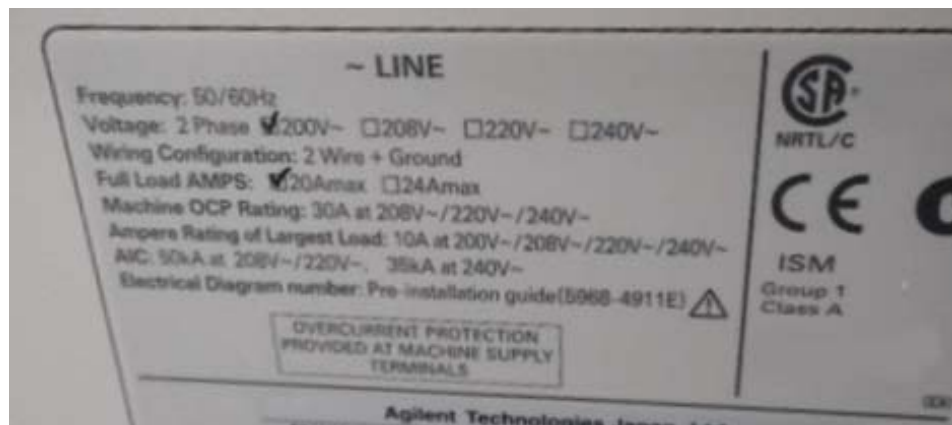 ~ LINE
Frequency: 50/60Hz
Voltage: 2 Phase ☑200V~ ☐208V~ ☐220V~ ☐240V~
Wiring Configuration: 2 Wire + Ground
Full Load AMPS: ☑20Amax ☐24Amax
Machine OCP Rating: 30A at 208V~/220V~/240V~
Ampere Rating of Largest Load: 10A at 200V~/208V~/220V~/240V~
AIC: 50kA at 208V~/220V~, 35kA at 240V~
Electrical Diagram number: Pre-installation guide(5968-4911E)
OVERCURRENT PROTECTION
PROVIDED AT MACHINE SUPPLY
TERMINALS
Agilent Technologies Japan
SA
NRTL/C
CE
ISM
Group 1
Class A